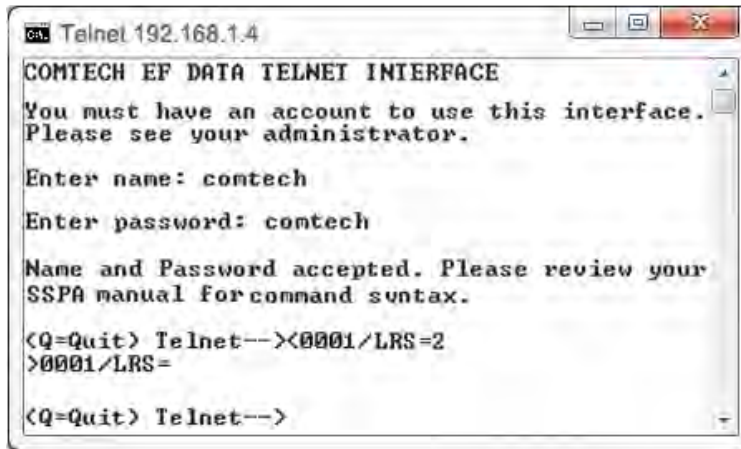 Telnet 192.168.1.4
COMTECH EF DATA TELNET INTERFACE
You must have an account to use this interface.
Please see your administrator.
Enter name: comtech
Enter password: comtech
Name and Password accepted. Please review your
SSPA manual for command syntax.
(Q=Quit) Telnet--><0001/LRS=2
>0001/LRS=
(Q=Quit) Telnet-->